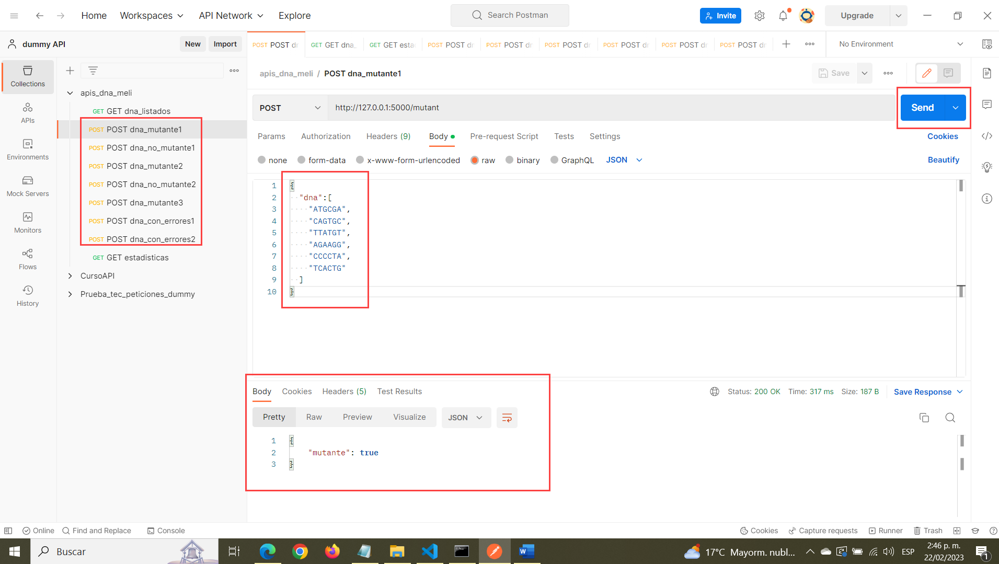 Home Workspaces API Network Explore
Search Postman
Invite
Upgrade
dummy API
New Import
POST POST dr
GET GET dna_
GET GET esta
POST POST dr
POST POST dr
POST POST dr
POST POST dr
POST POST dr
POST POST dr
No Environment
Collections
APIs
Environments
Mock Servers
Monitors
Flows
History
apis_dna_meli
GET GET dna_listados
POST POST dna_mutante1
POST POST dna_no_mutante1
POST POST dna_mutante2
POST POST dna_no_mutante2
POST POST dna_mutante3
POST POST dna_con_errores1
POST POST dna_con_errores2
GET GET estadisticas
CursoAPI
Prueba_tec_peticiones_dummy
apis_dna_meli / POST dna_mutante1
Save
POST http://127.0.0.1:5000/mutant
Send
Params Authorization Headers (9) Body Pre-request Script Tests Settings
Cookies
none form-data x-www-form-urlencoded raw binary GraphQL JSON
Beautify
1 {
2 "dna":[
3 "ATGCGA",
4 "CAGTGC",
5 "TTATGT",
6 "AGAAGG",
7 "CCCCTA",
8 "TCACTG"
9 ]
10 }
Body Cookies Headers (5) Test Results
Status: 200 OK Time: 317 ms Size: 187 B Save Response
Pretty Raw Preview Visualize JSON
1 {
2 "mutante": true
3 }
Online Find and Replace Console
Cookies Capture requests Runner Trash
Buscar
17°C Mayorm. nubl...
ESP
2:46 p. m.
22/02/2023
1